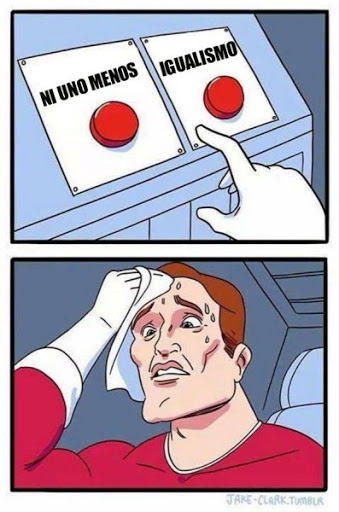 NI UNO MENOS
IGUALISMO
JAKE-CLARK.TUMBLR